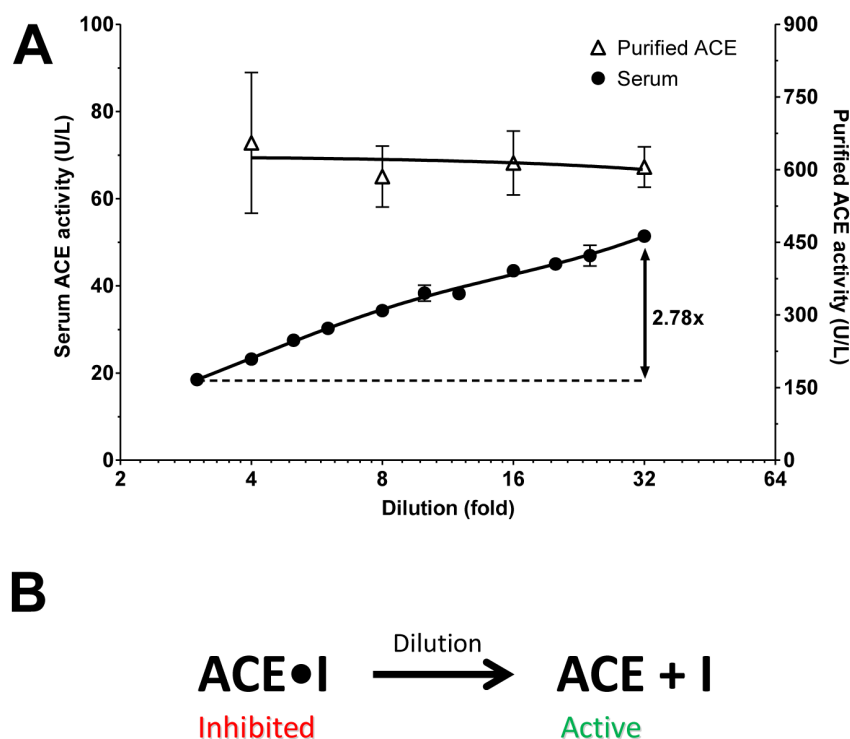 A
100
80
60
40
20
0
Serum ACE activity (U/L)
900
750
600
450
300
150
0
Purified ACE activity (U/L)
Purified ACE
Serum
2.78x
2
4
8
16
32
64
Dilution (fold)
B
Dilution
ACE●I
ACE + I
Inhibited
Active